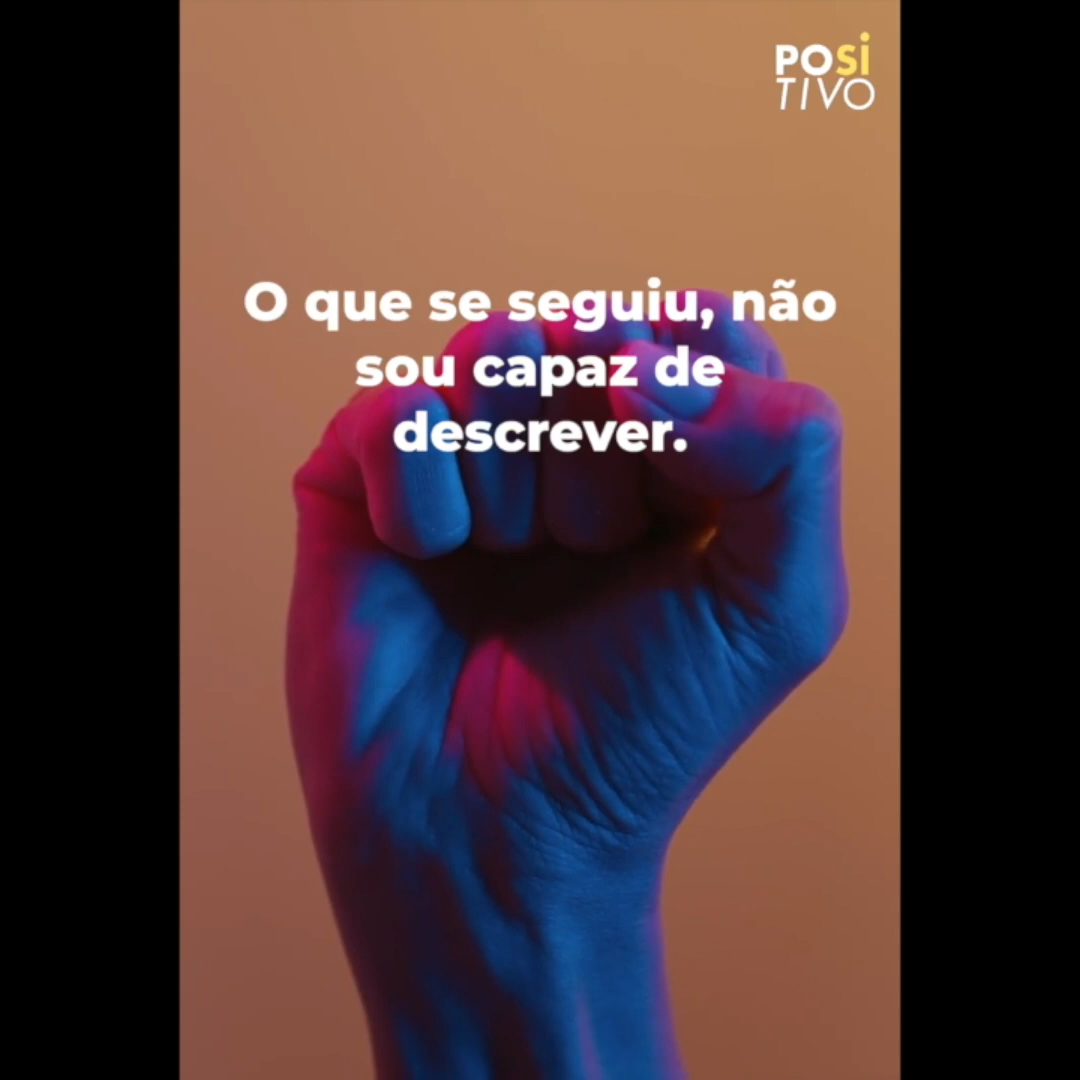 POSi
TIVO
O que se seguiu, não
sou capaz de
descrever.